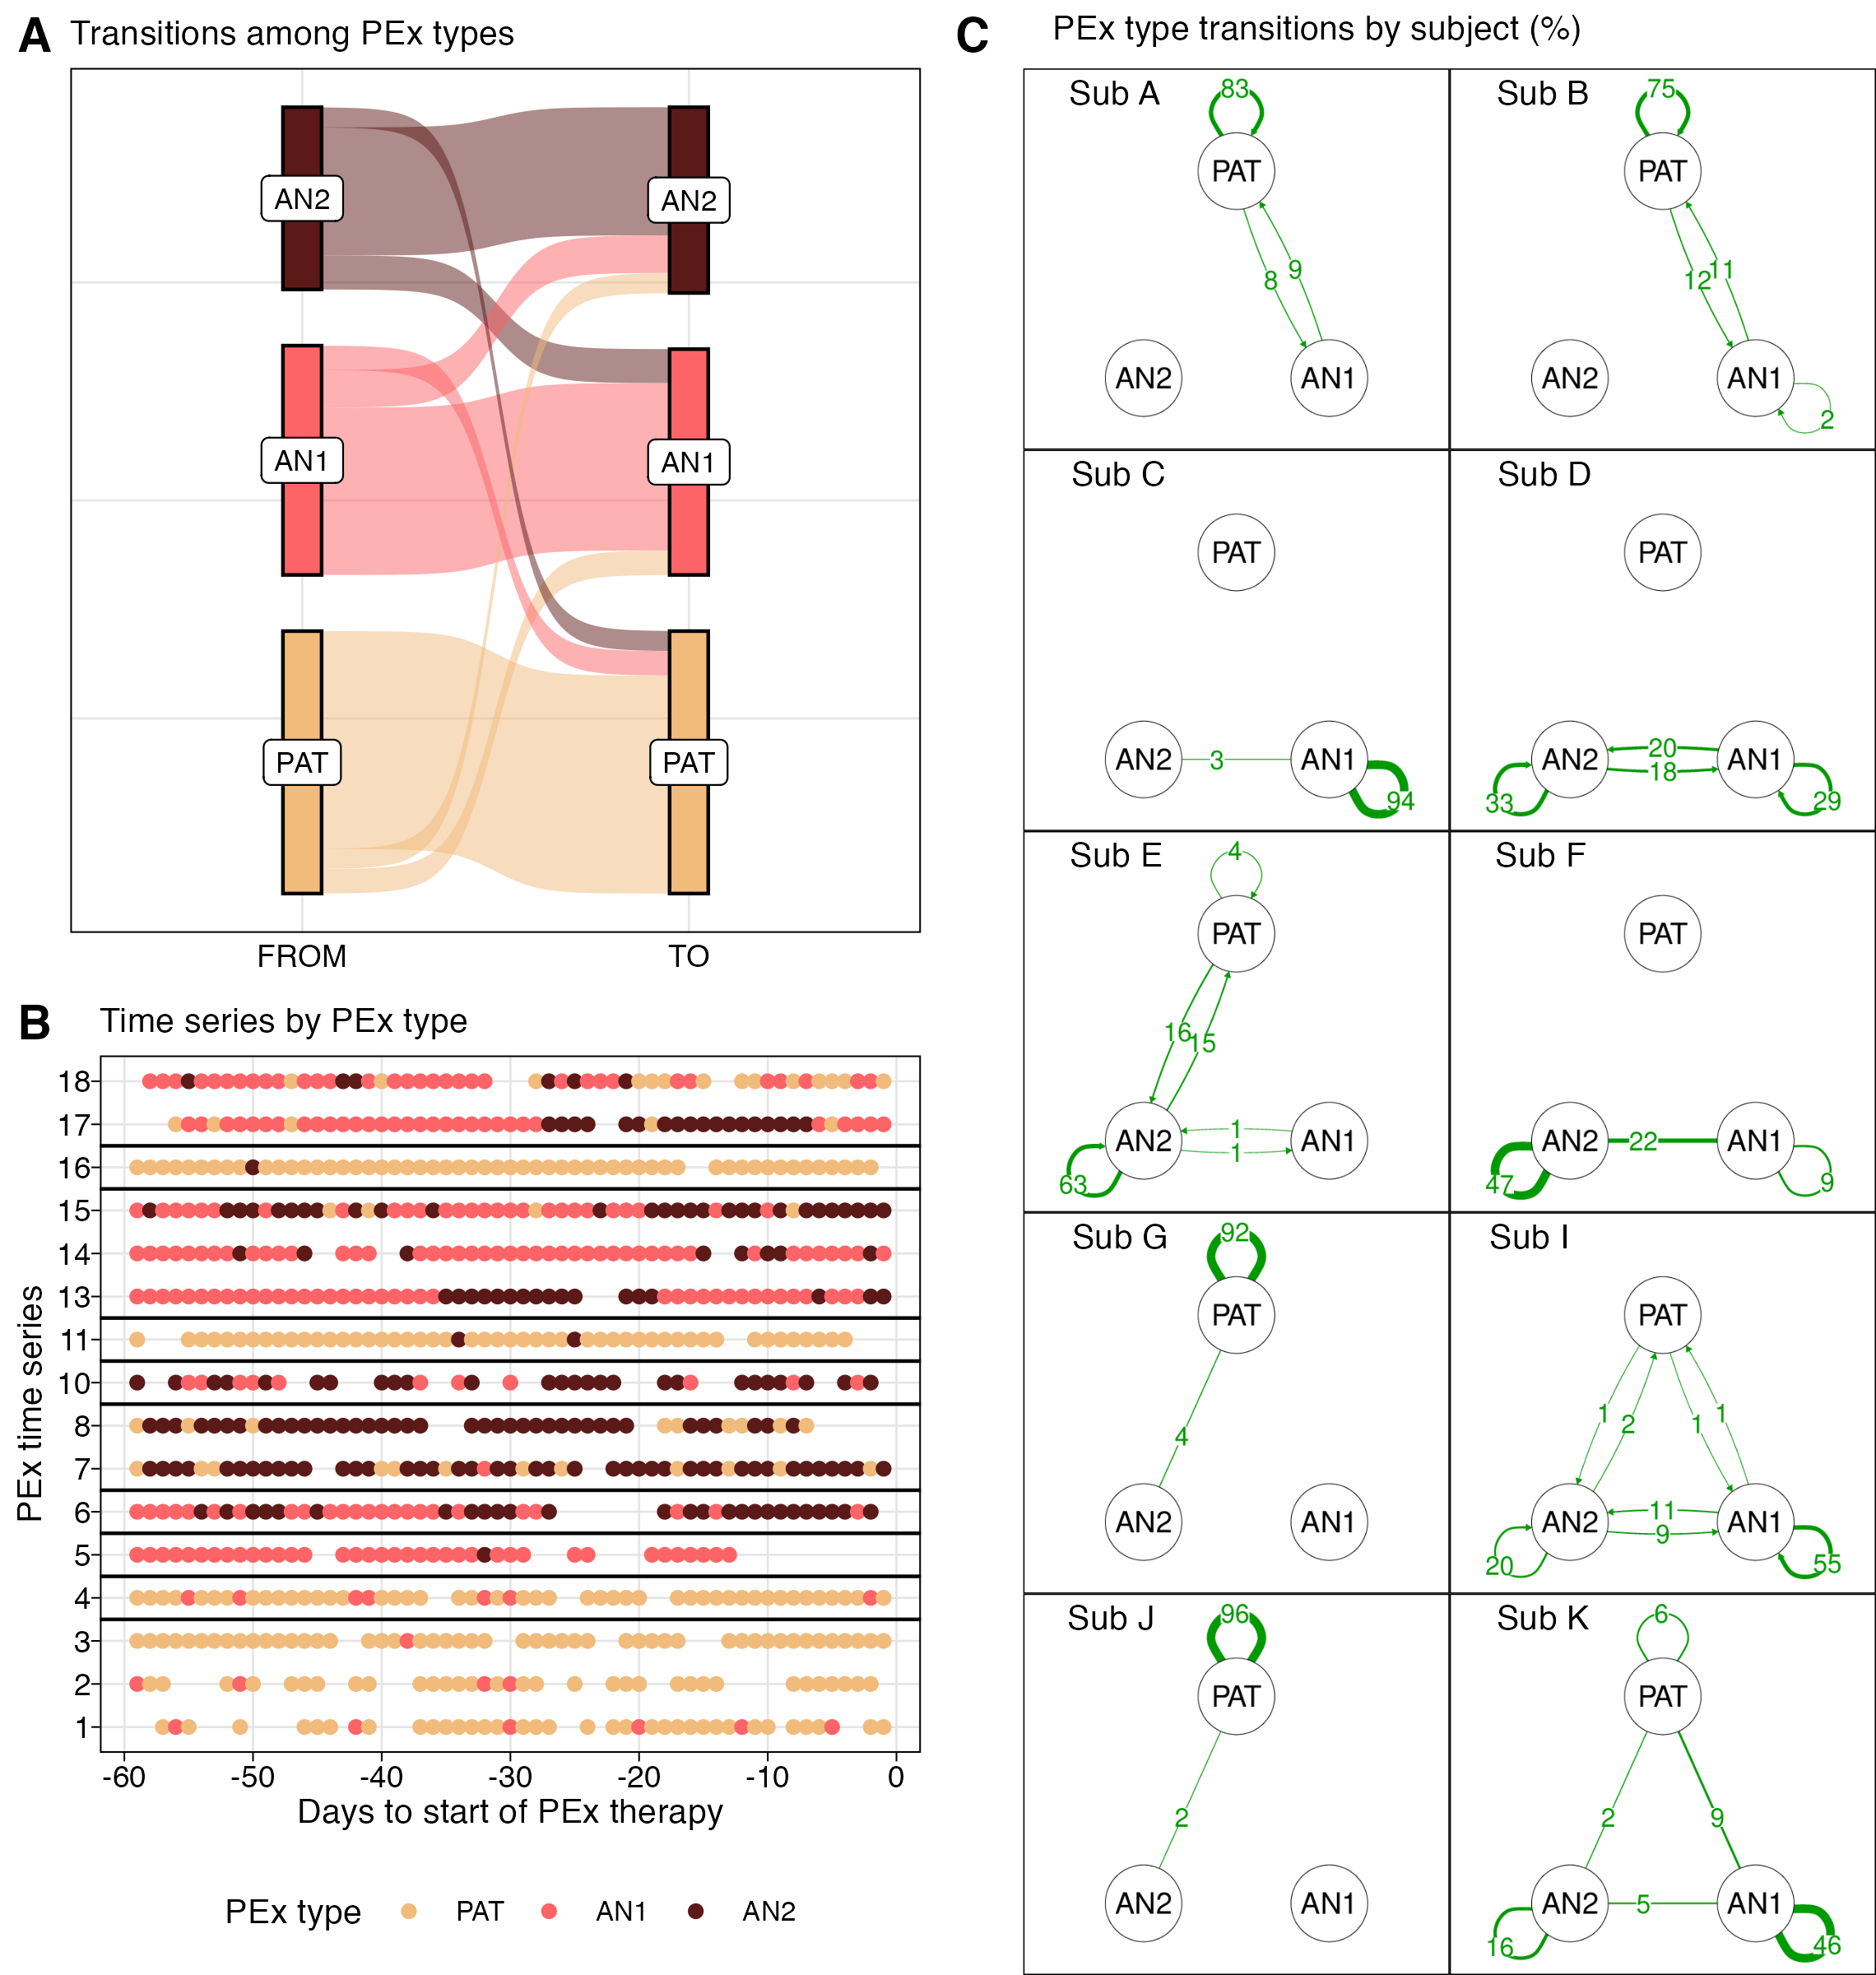 A Transitions among PEx types
AN2 AN2
AN1 AN1
PAT PAT
FROM TO
B Time series by PEx type
PEx time series
18
17
16
15
14
13
11
10
8
7
6
5
4
3
2
1
-60 -50 -40 -30 -20 -10 0
Days to start of PEx therapy
PEx type PAT AN1 AN2
C PEx type transitions by subject (%)
Sub A
83
PAT
8 9
AN2 AN1
Sub B
75
PAT
12 11
AN2 AN1
2
Sub C
PAT
AN2 3 AN1
94
Sub D
PAT
20
AN2 AN1
18
33 29
Sub E
4
PAT
16 15
1
AN2 AN1
1
63
Sub F
PAT
AN2 22 AN1
47 9
Sub G
92
PAT
4
AN2 AN1
Sub I
PAT
1 2 1 1
11
AN2 AN1
9
20 55
Sub J
96
PAT
2
AN2 AN1
Sub K
6
PAT
2 9
AN2 5 AN1
16 46